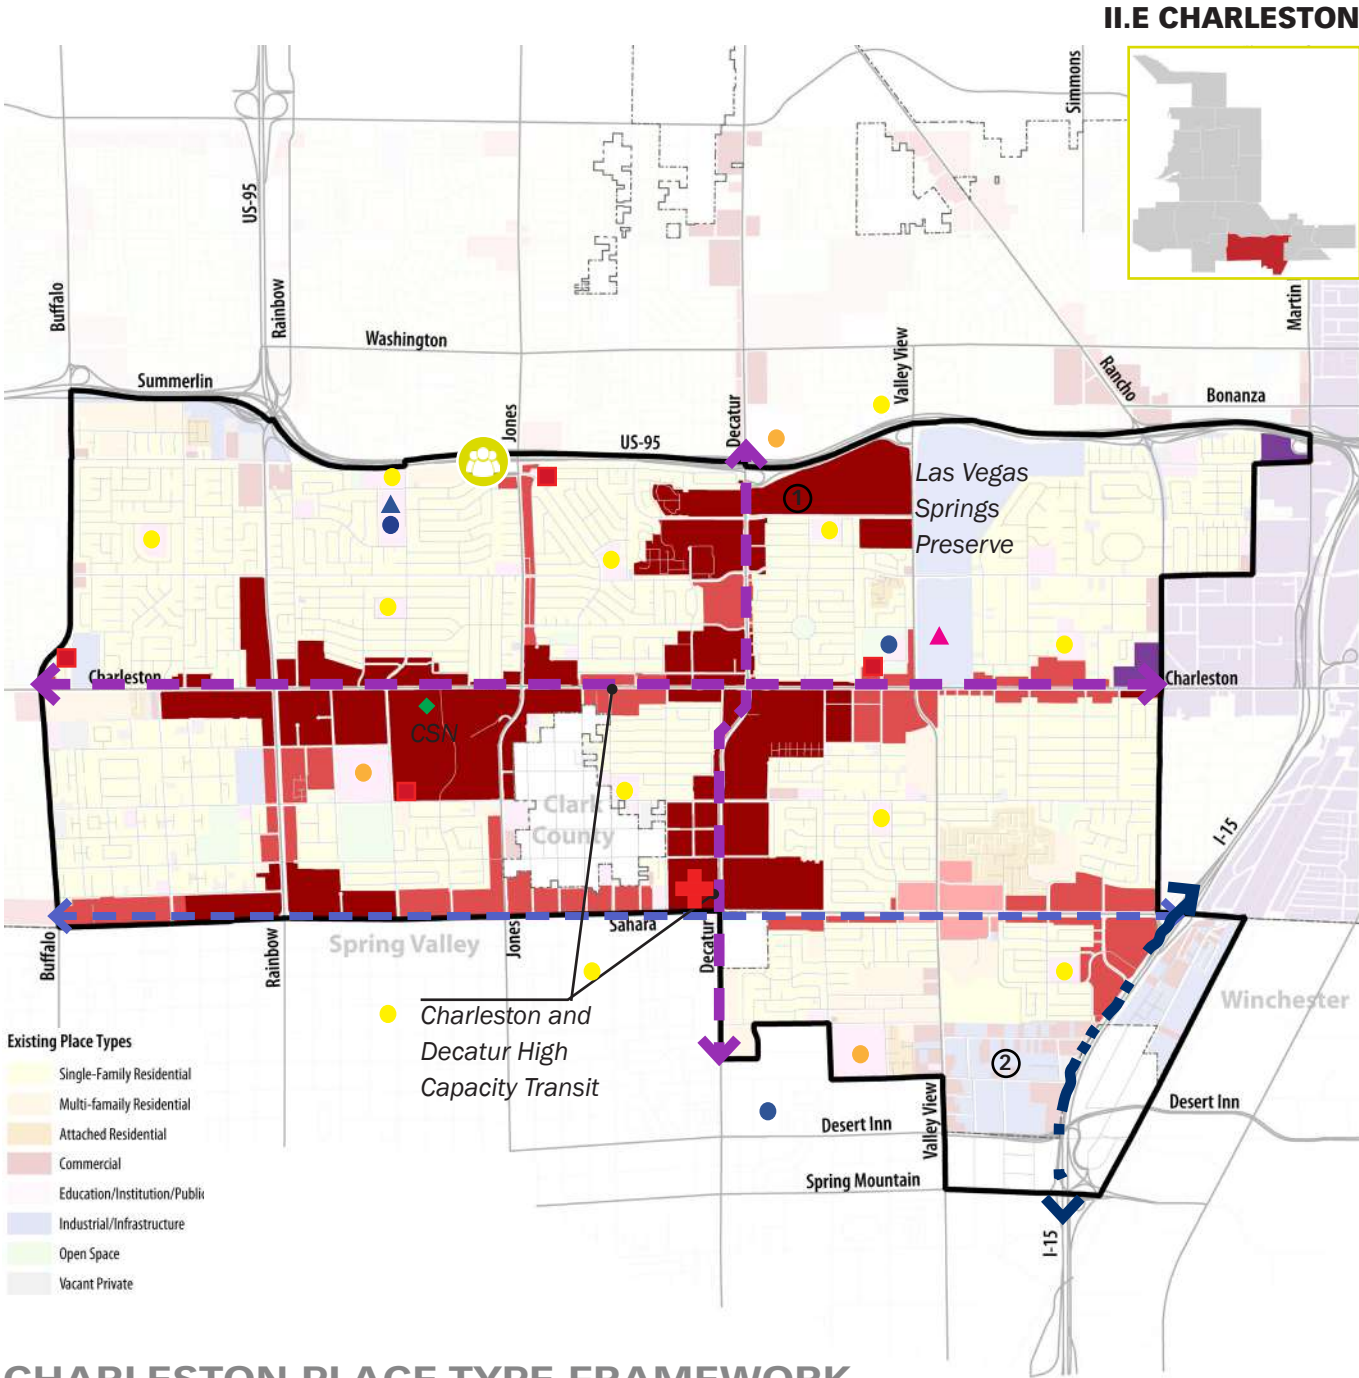 II.E CHARLESTON
Simmons
US-95
Buffalo
Rainbow
Martin
Washington
Valley View
Rancho
Summerlin
Bonanza
Jones
Decatur
US-95
Las Vegas
Springs
Preserve
1
Charleston
Charleston
CSN
Clark
County
I-15
Buffalo
Rainbow
Spring Valley
Jones
Sahara
Decatur
Winchester
Charleston and
Decatur High
Capacity Transit
2
Existing Place Types
Single-Family Residential
Multi-famaily Residential
Attached Residential
Commercial
Education/Institution/Public
Industrial/Infrastructure
Open Space
Vacant Private
Valley View
Desert Inn
Desert Inn
Spring Mountain
I-15
CHARLESTON PLACE TYPE FRAMEWORK